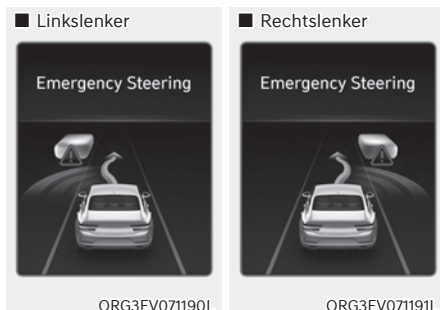 ■ Linkslenker
Emergency Steering
ORG3EV071190L
■ Rechtslenker
Emergency Steering
ORG3EV071191L